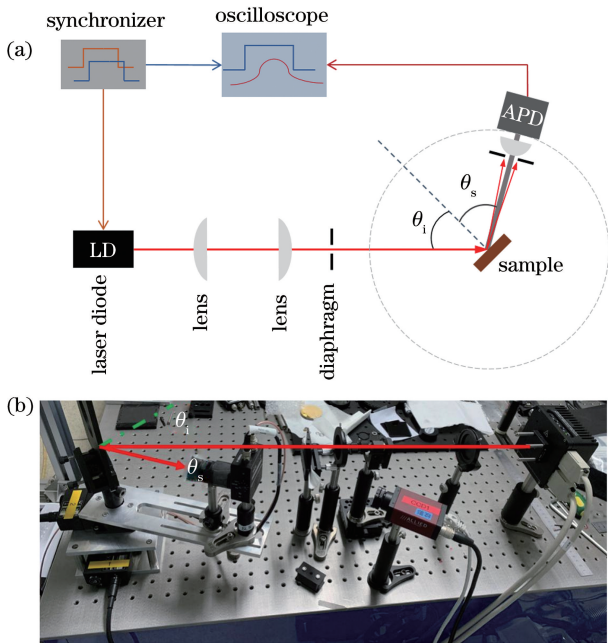 synchronizer
oscilloscope
(a)
APD
θs
θi
LD
sample
laser diode
lens
lens
diaphragm
(b)
θi
θs